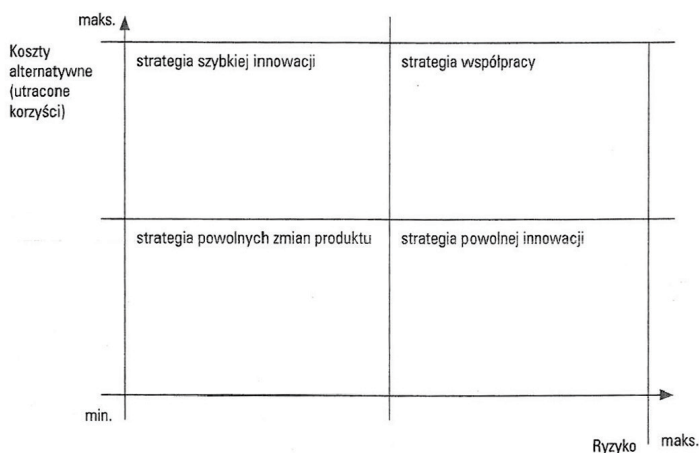 maks.
Koszty
alternatywne
(utracone
korzyści)
strategia szybkiej innowacji
strategia współpracy
strategia powolnych zmian produktu
strategia powolnej innowacji
min.
Ryzyko
maks.